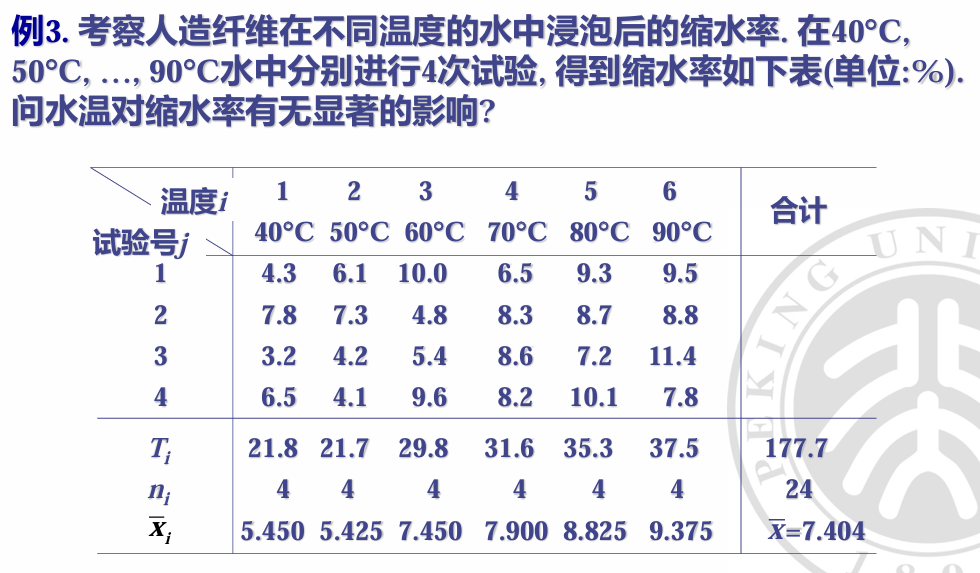 例3. 考察人造纤维在不同温度的水中浸泡后的缩水率. 在40°C,
50°C, …, 90°C水中分别进行4次试验, 得到缩水率如下表(单位:%).
问水温对缩水率有无显著的影响?
温度i 1 2 3 4 5 6 合计
试验号j 40°C 50°C 60°C 70°C 80°C 90°C
1 4.3 6.1 10.0 6.5 9.3 9.5
2 7.8 7.3 4.8 8.3 8.7 8.8
3 3.2 4.2 5.4 8.6 7.2 11.4
4 6.5 4.1 9.6 8.2 10.1 7.8
Ti 21.8 21.7 29.8 31.6 35.3 37.5 177.7
ni 4 4 4 4 4 4 24
x̅i 5.450 5.425 7.450 7.900 8.825 9.375 x̅=7.404
PEKING UNI
189